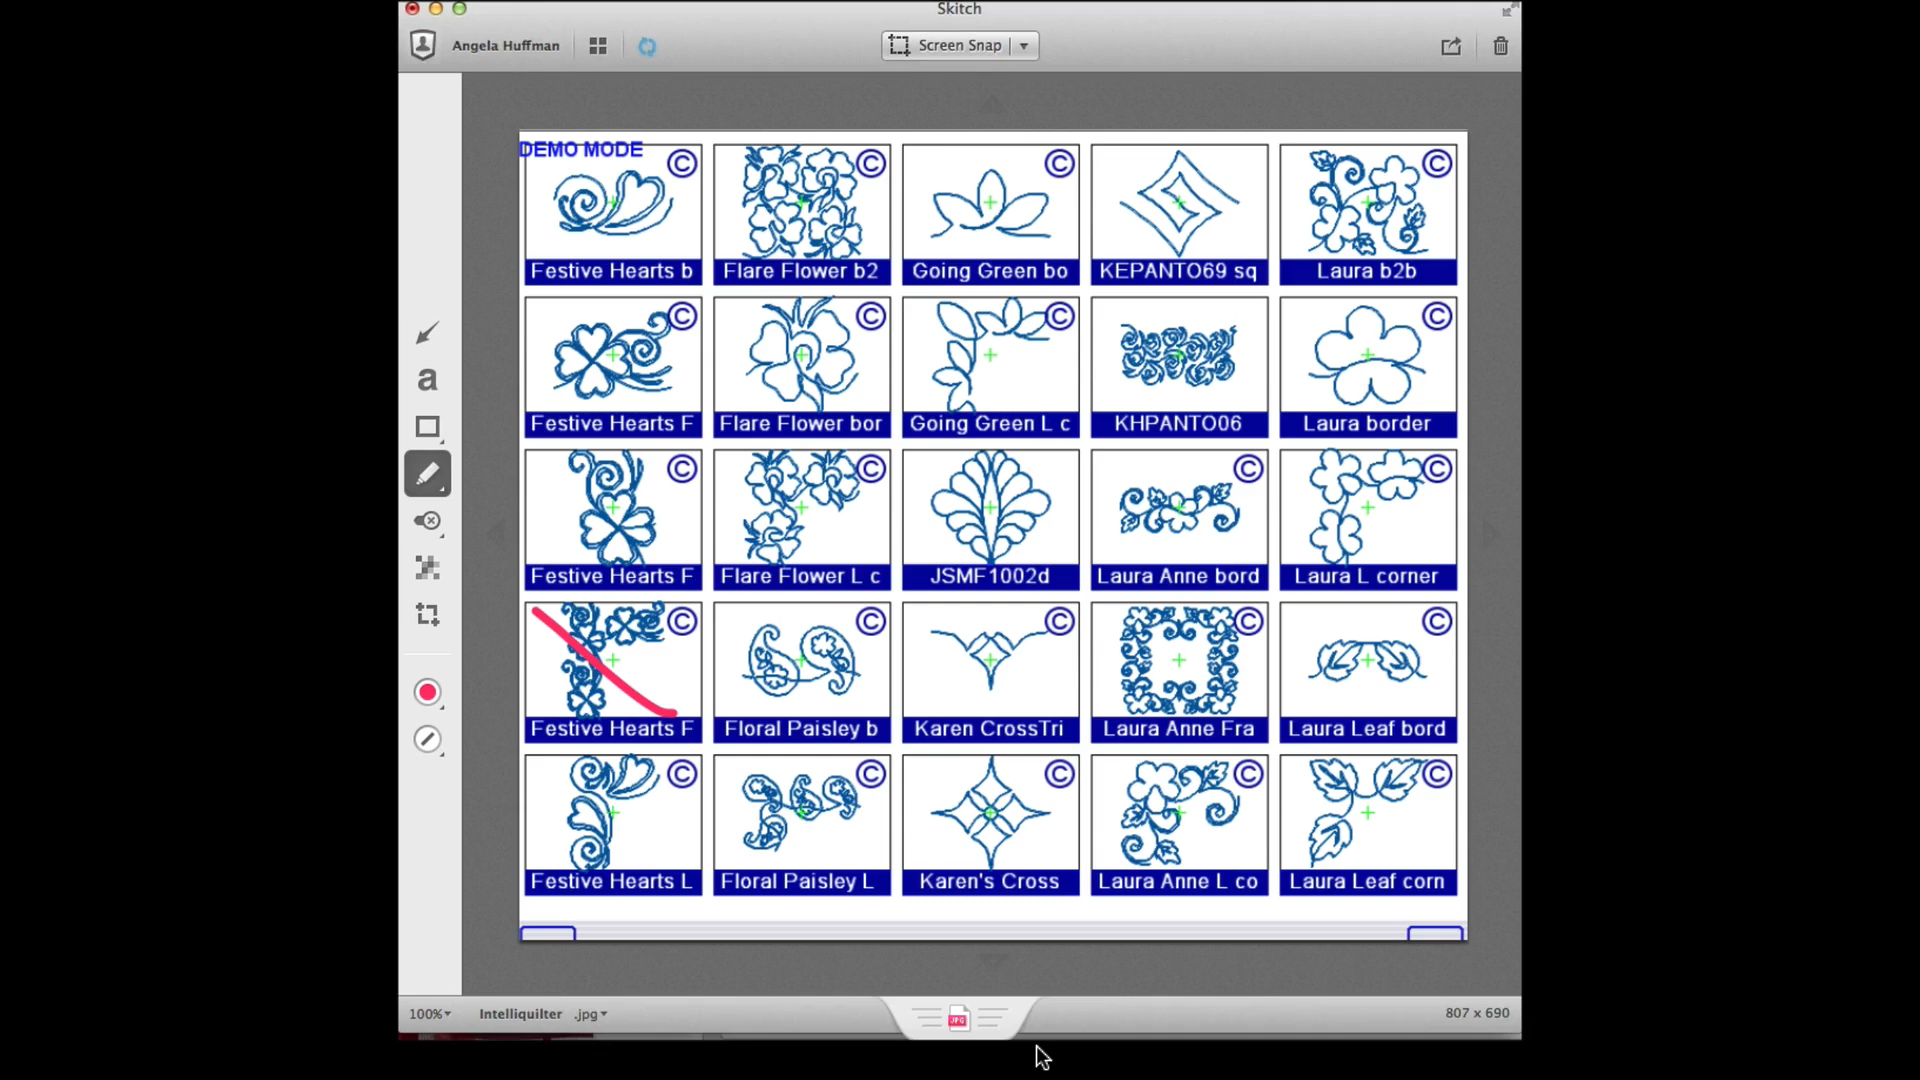 Skitch
Angela Huffman
Screen Snap
DEMO MODE
© © © ©
Festive Hearts b Flare Flower b2 Going Green bo KEPANTO69 sq Laura b2b
© © © ©
Festive Hearts F Flare Flower bor Going Green L c KHPANTO06 Laura border
© © © ©
Festive Hearts F Flare Flower L c JSMF1002d Laura Anne bord Laura L corner
© © © © ©
Festive Hearts F Floral Paisley b Karen CrossTri Laura Anne Fra Laura Leaf bord
© © © © ©
Festive Hearts L Floral Paisley L Karen's Cross Laura Anne L co Laura Leaf corn
a
100% Intelliquilter .jpg JPG 807 x 690